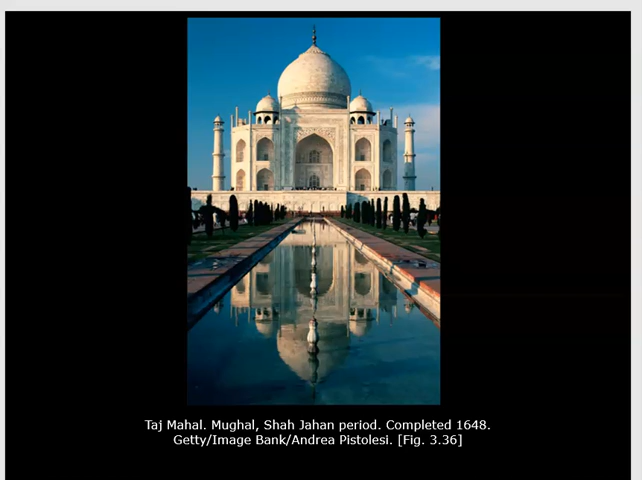 Taj Mahal. Mughal, Shah Jahan period. Completed 1648.
Getty/Image Bank/Andrea Pistolesi. [Fig. 3.36]